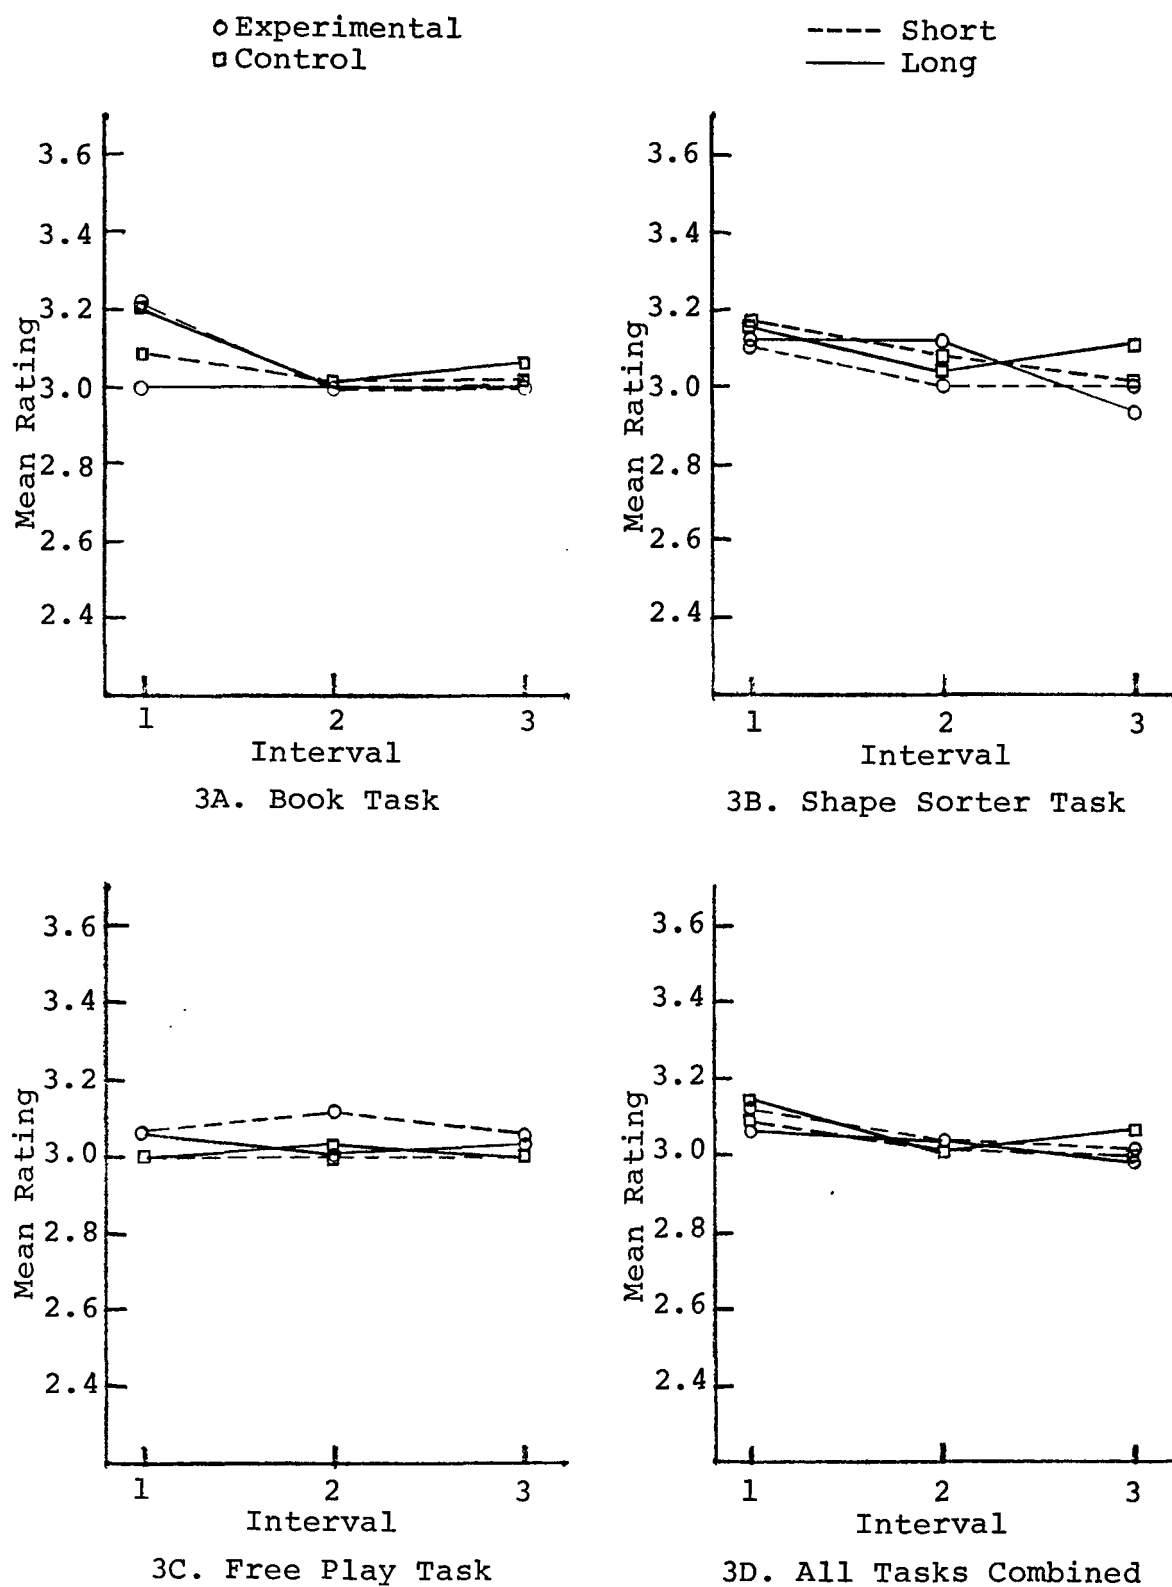 Experimental
Control
Short
Long
3.6
3.4
3.2
3.0
2.8
2.6
2.4
Mean Rating
1 2 3
Interval
3A. Book Task
3.6
3.4
3.2
3.0
2.8
2.6
2.4
Mean Rating
1 2 3
Interval
3B. Shape Sorter Task
3.6
3.4
3.2
3.0
2.8
2.6
2.4
Mean Rating
1 2 3
Interval
3C. Free Play Task
3.6
3.4
3.2
3.0
2.8
2.6
2.4
Mean Rating
1 2 3
Interval
3D. All Tasks Combined